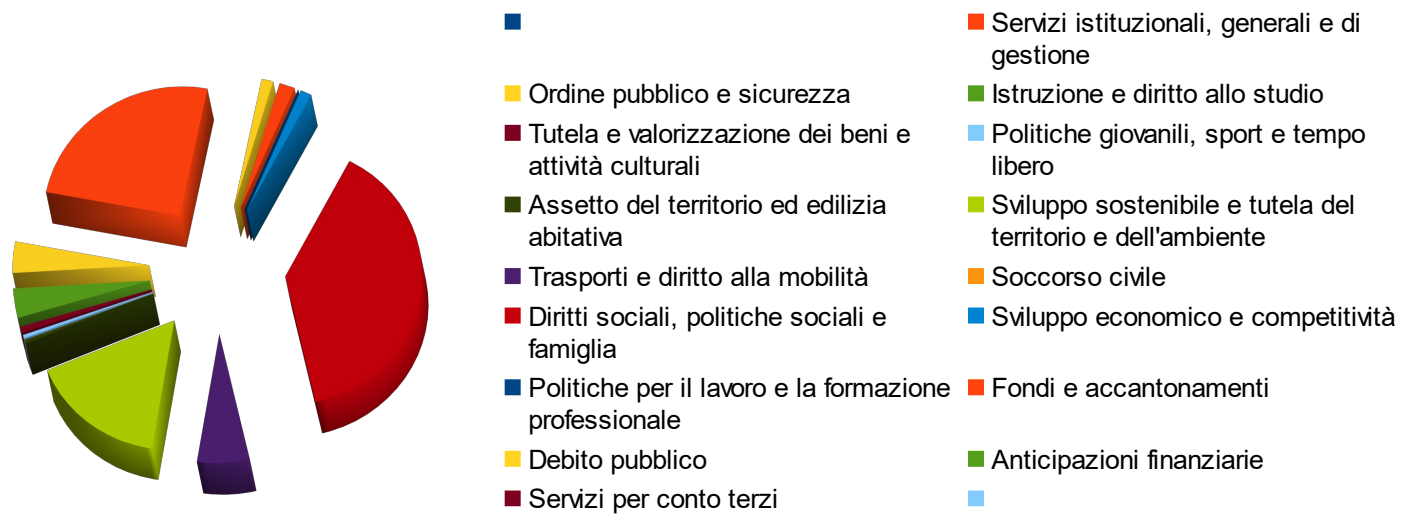 Servizi istituzionali, generali e di
gestione
Ordine pubblico e sicurezza
Istruzione e diritto allo studio
Tutela e valorizzazione dei beni e
attività culturali
Politiche giovanili, sport e tempo
libero
Assetto del territorio ed edilizia
abitativa
Sviluppo sostenibile e tutela del
territorio e dell'ambiente
Trasporti e diritto alla mobilità
Soccorso civile
Diritti sociali, politiche sociali e
famiglia
Sviluppo economico e competitività
Politiche per il lavoro e la formazione
professionale
Fondi e accantonamenti
Debito pubblico
Anticipazioni finanziarie
Servizi per conto terzi